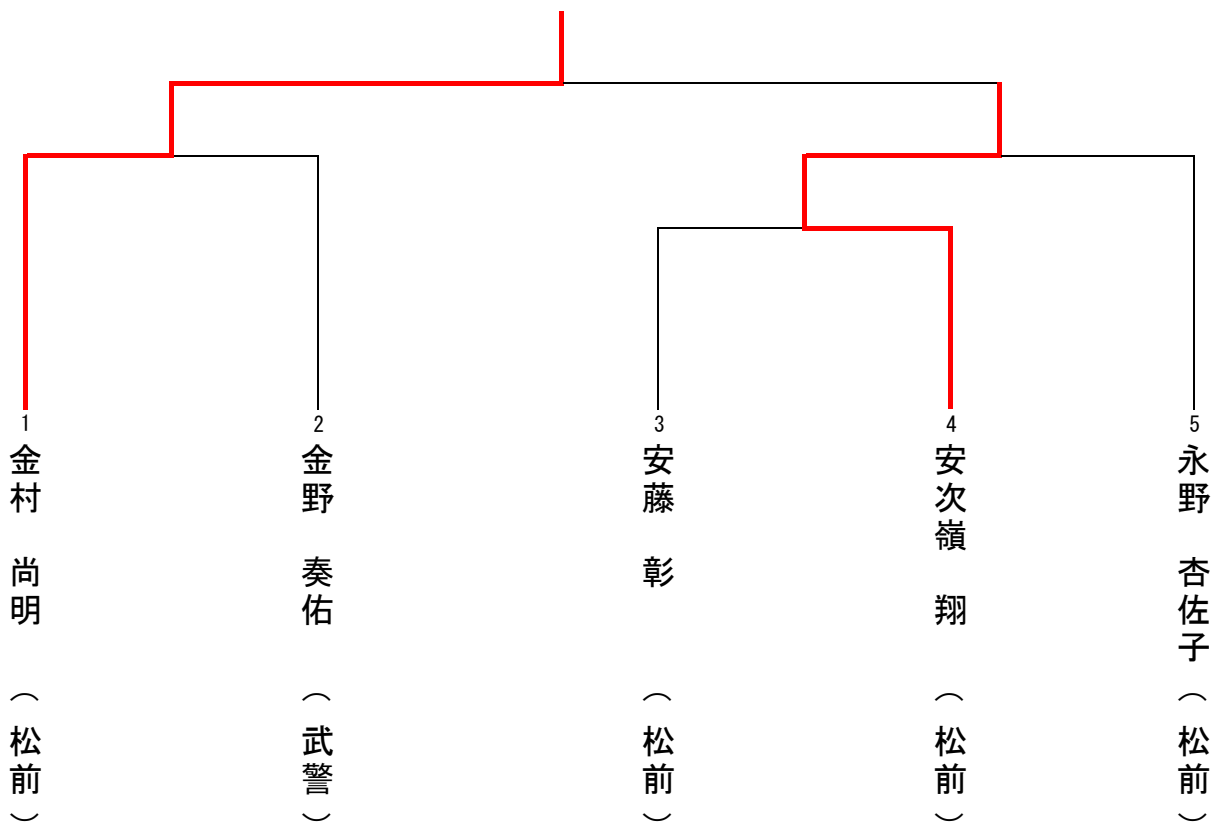 1
金村 尚明 （松前）
2
金野 奏佑 （武警）
3
安藤 彰 （松前）
4
安次嶺 翔 （松前）
5
永野 杏佐子（松前）